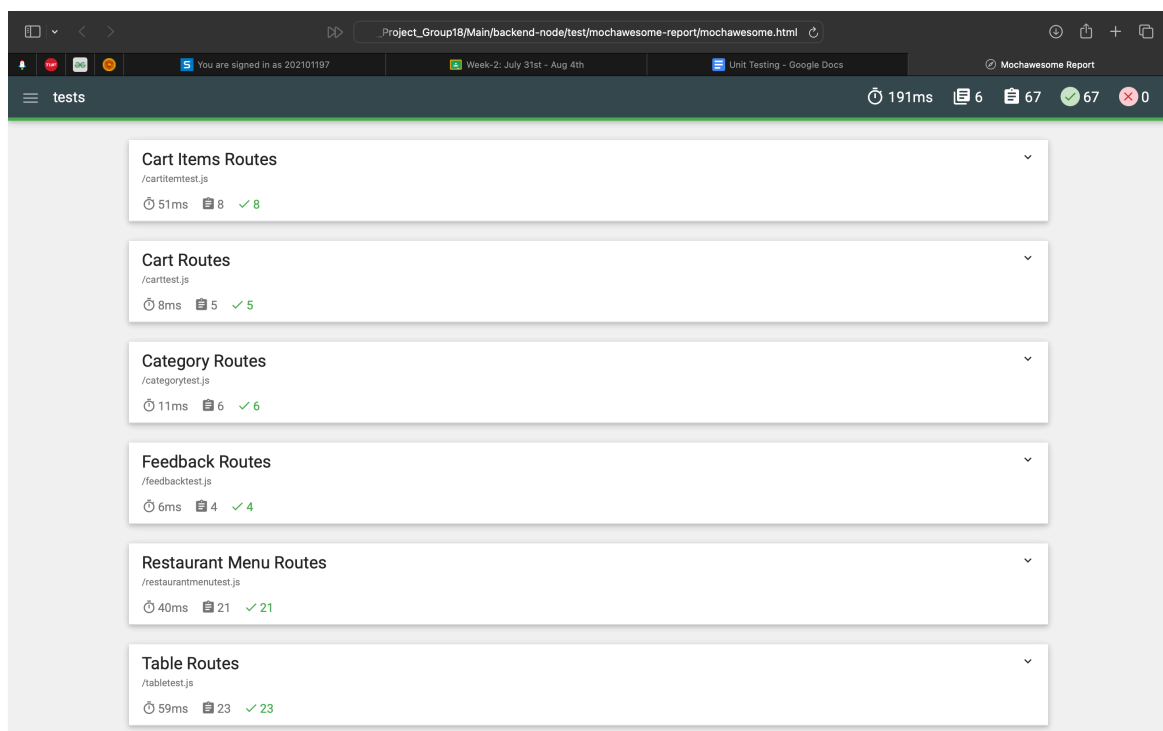 _Project_Group18/Main/backend-node/test/mochawesome-report/mochawesome.html
You are signed in as 202101197
Week-2: July 31st - Aug 4th
Unit Testing - Google Docs
Mochawesome Report
tests
191ms 6 67 67 0
Cart Items Routes
/cartitemtest.js
51ms 8 8
Cart Routes
/carttest.js
8ms 5 5
Category Routes
/categorytest.js
11ms 6 6
Feedback Routes
/feedbacktest.js
6ms 4 4
Restaurant Menu Routes
/restaurantmenutest.js
40ms 21 21
Table Routes
/tabletest.js
59ms 23 23